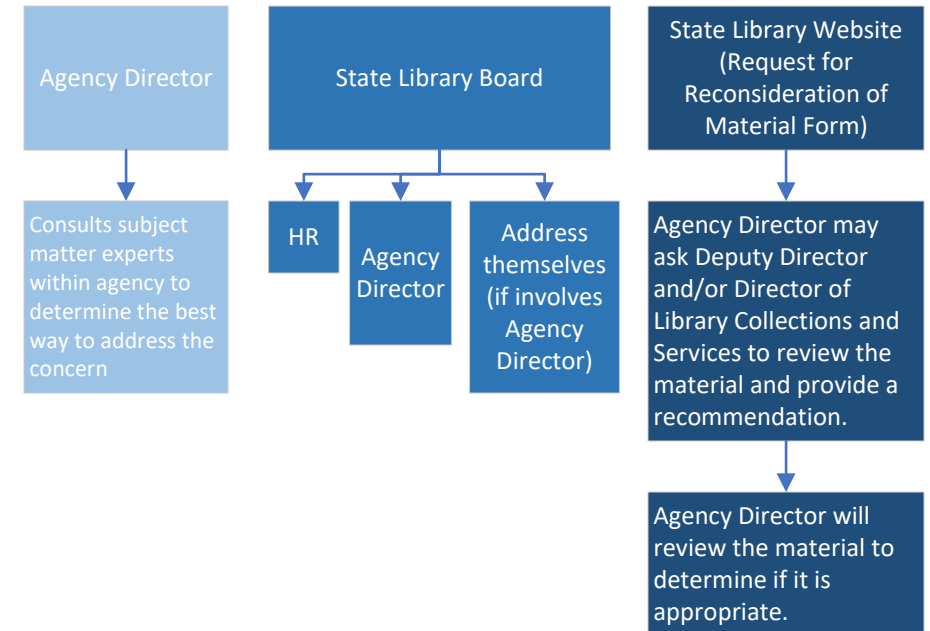 Agency Director
Consults subject
matter experts
within agency to
determine the best
way to address the
concern
State Library Board
HR
Agency
Director
Address
themselves
(if involves
Agency
Director)
State Library Website
(Request for
Reconsideration of
Material Form)
Agency Director may
ask Deputy Director
and/or Director of
Library Collections and
Services to review the
material and provide a
recommendation.
Agency Director will
review the material to
determine if it is
appropriate.